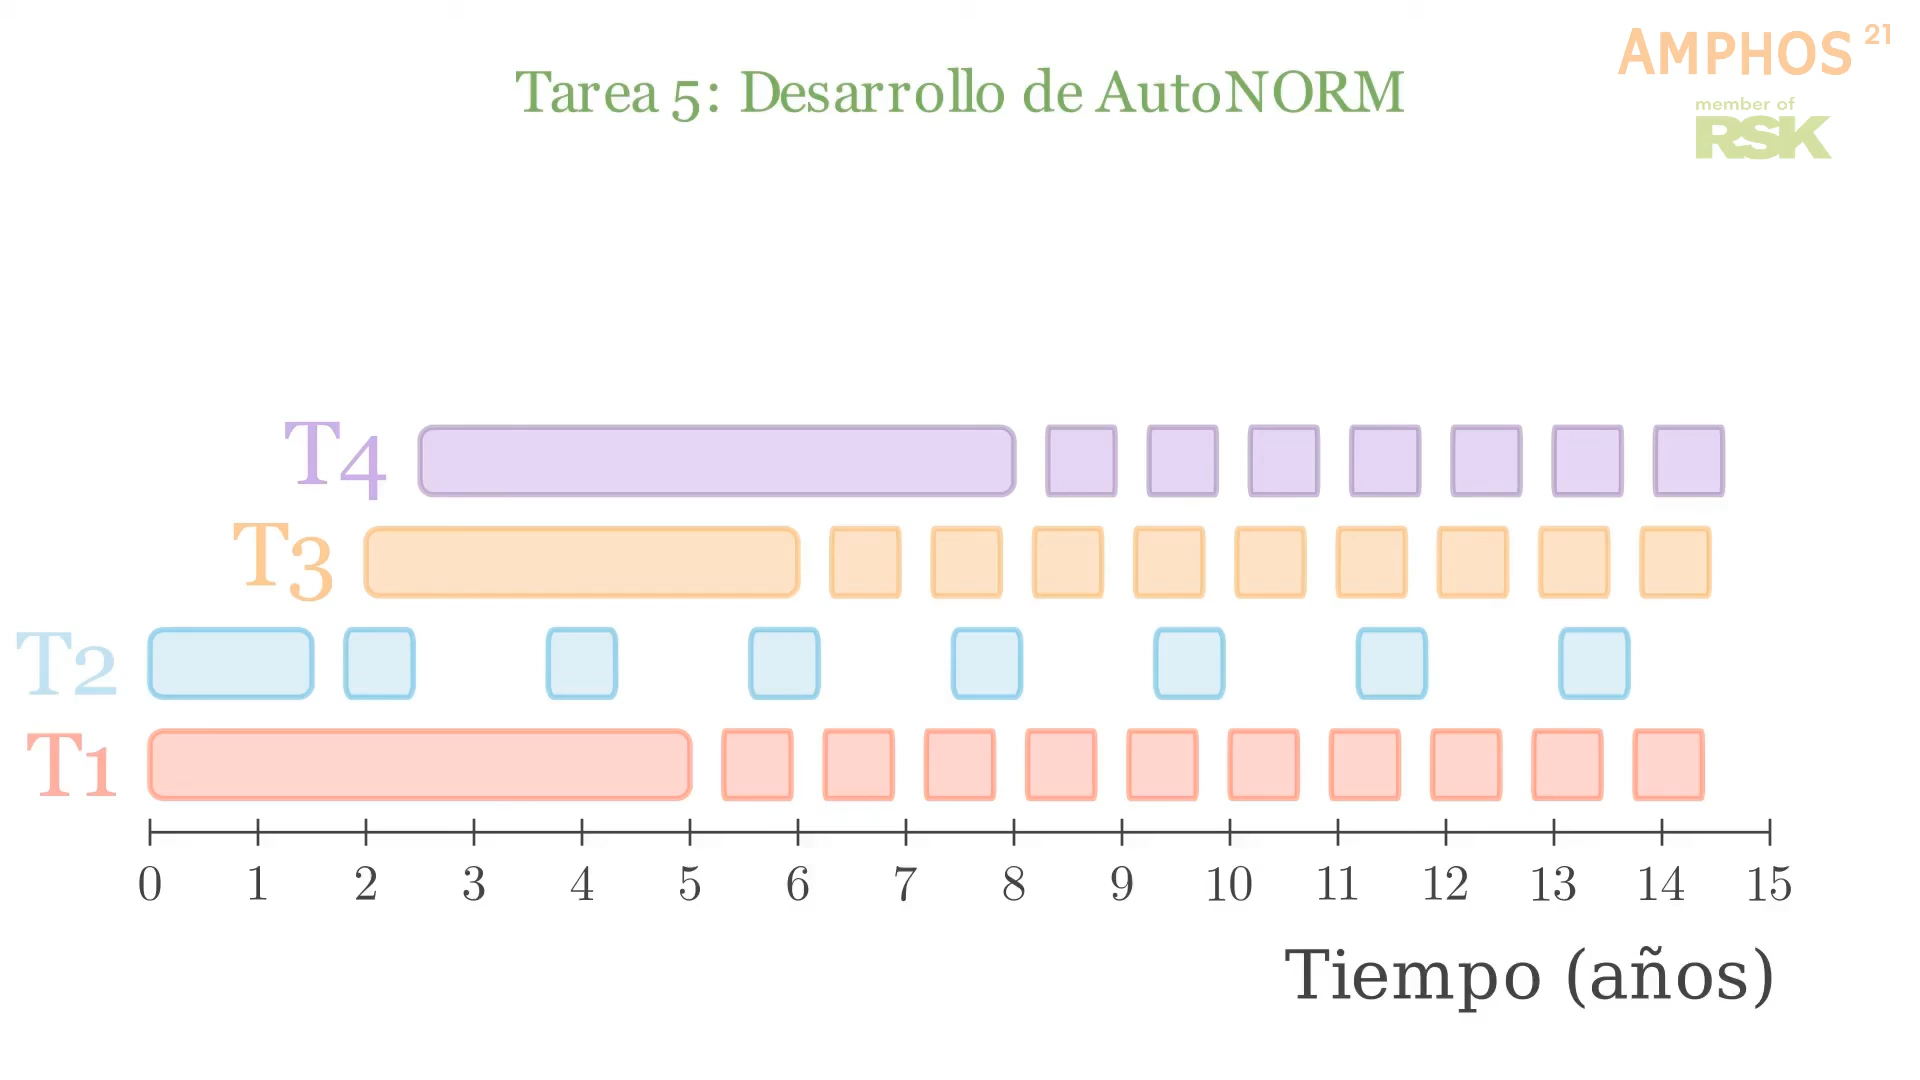 AMPHOS 21
Tarea 5: Desarrollo de AutoNORM
member of
RSK
T4
T3
T2
T1
0 1 2 3 4 5 6 7 8 9 10 11 12 13 14 15
Tiempo (años)